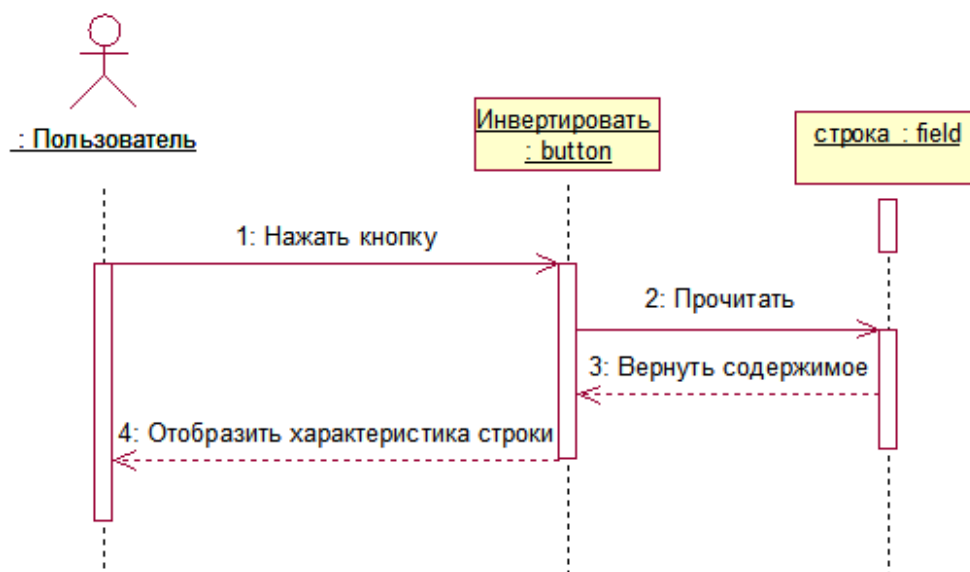 : Пользователь
Инвертировать
: button
строка : field
1: Нажать кнопку
2: Прочитать
3: Вернуть содержимое
4: Отобразить характеристика строки